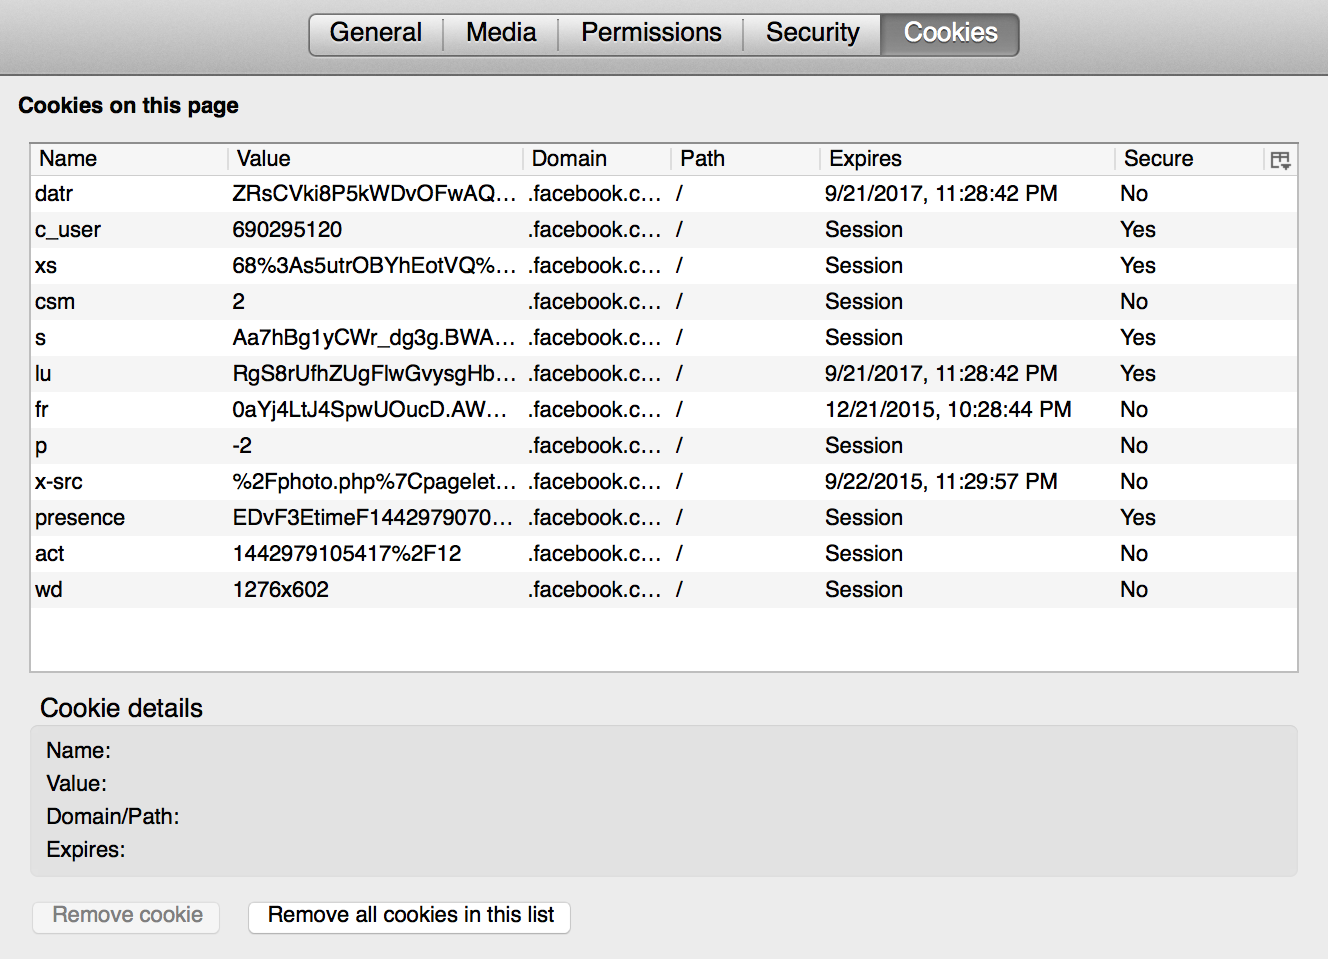 General Media Permissions Security Cookies
Cookies on this page
Name Value Domain Path Expires Secure
datr ZRsCVki8P5kWDvOFwAQ... .facebook.c... / 9/21/2017, 11:28:42 PM No
c_user 690295120 .facebook.c... / Session Yes
xs 68%3As5utrOBYhEotVQ%... .facebook.c... / Session Yes
csm 2 .facebook.c... / Session No
s Aa7hBg1yCWr_dg3g.BWA... .facebook.c... / Session Yes
lu RgS8rUfhZUgFlwGvysgHb... .facebook.c... / 9/21/2017, 11:28:42 PM Yes
fr 0aYj4LtJ4SpwUOucD.AW... .facebook.c... / 12/21/2015, 10:28:44 PM No
p -2 .facebook.c... / Session No
x-src %2Fphoto.php%7Cpagelet... .facebook.c... / 9/22/2015, 11:29:57 PM No
presence EDvF3EtimeF1442979070... .facebook.c... / Session Yes
act 1442979105417%2F12 .facebook.c... / Session No
wd 1276x602 .facebook.c... / Session No
Cookie details
Name:
Value:
Domain/Path:
Expires:
Remove cookie Remove all cookies in this list